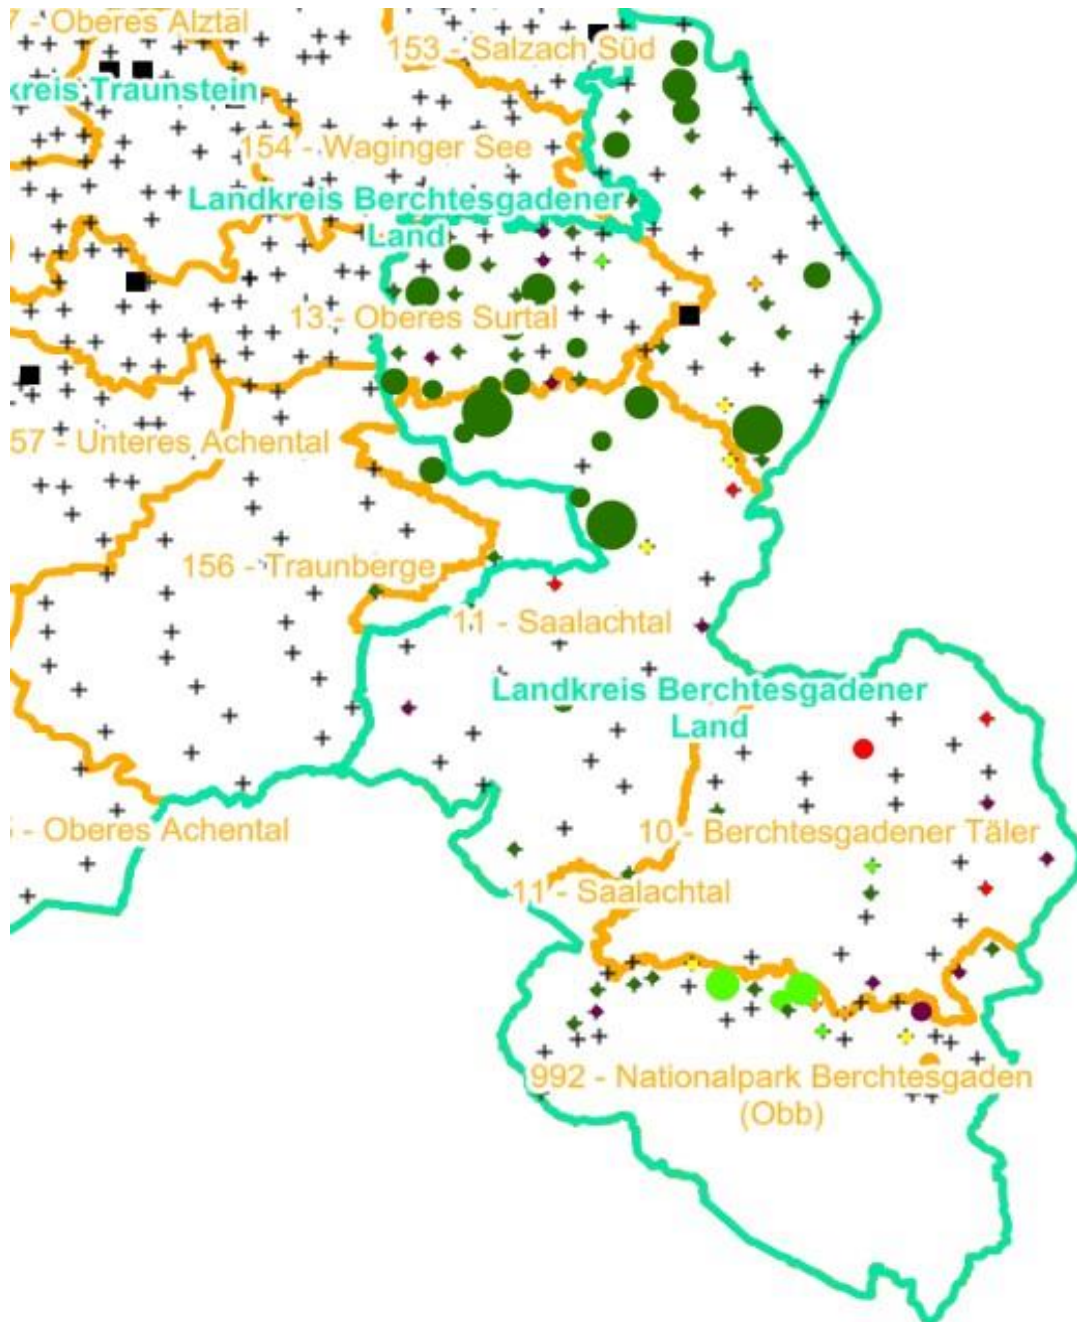 7 - Oberes Alztal
153 - Salzach Süd
kreis Traunstein
154 - Waginger See
Landkreis Berchtesgadener
Land
13 - Oberes Surtal
57 - Unteres Achental
156 - Traunberge
11 - Saalachtal
Landkreis Berchtesgadener
Land
- Oberes Achental
10 - Berchtesgadener Täler
11 - Saalachtal
992 - Nationalpark Berchtesgaden
(Obb)